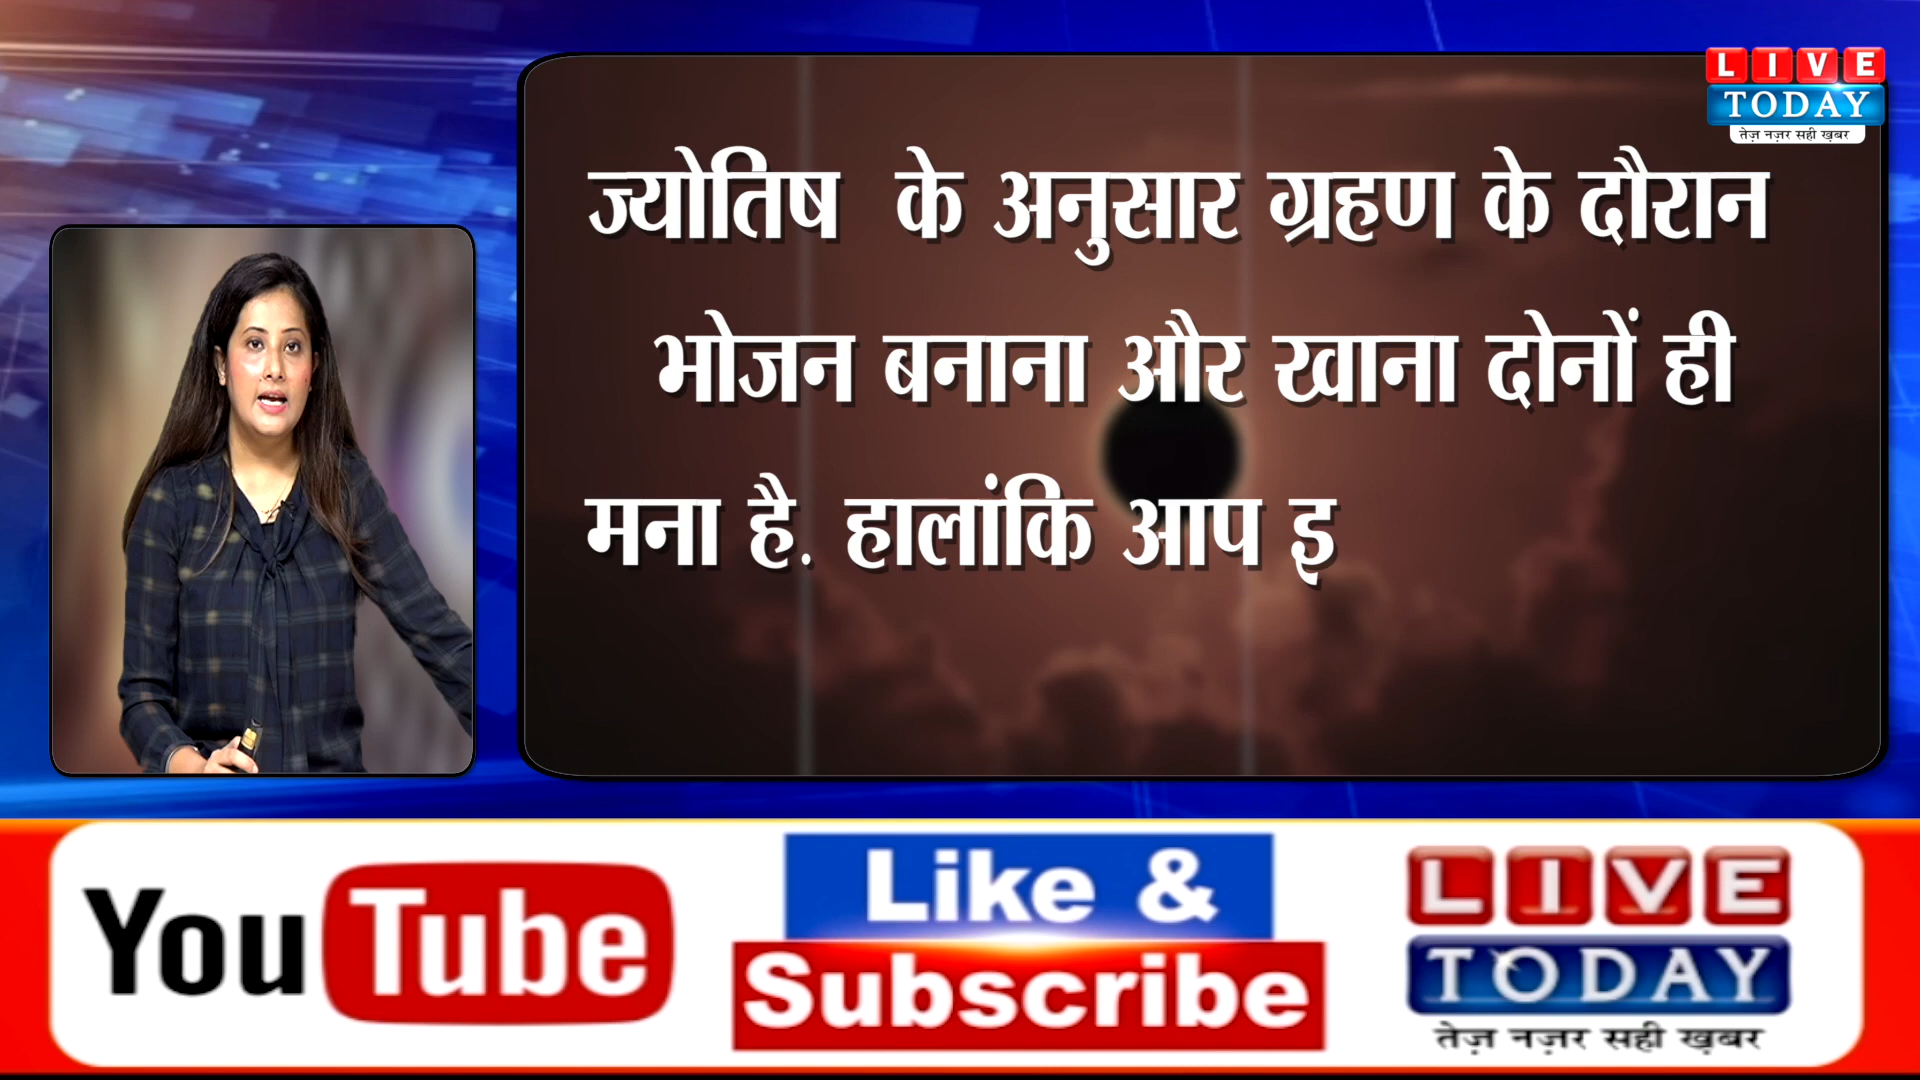 LIVE
TODAY
तेज़ नज़र सही ख़बर
ज्योतिष के अनुसार ग्रहण के दौरान
भोजन बनाना और खाना दोनों ही
मना है. हालांकि आप इ
YouTube
Like &
Subscribe
LIVE
TODAY
तेज़ नज़र सही ख़बर